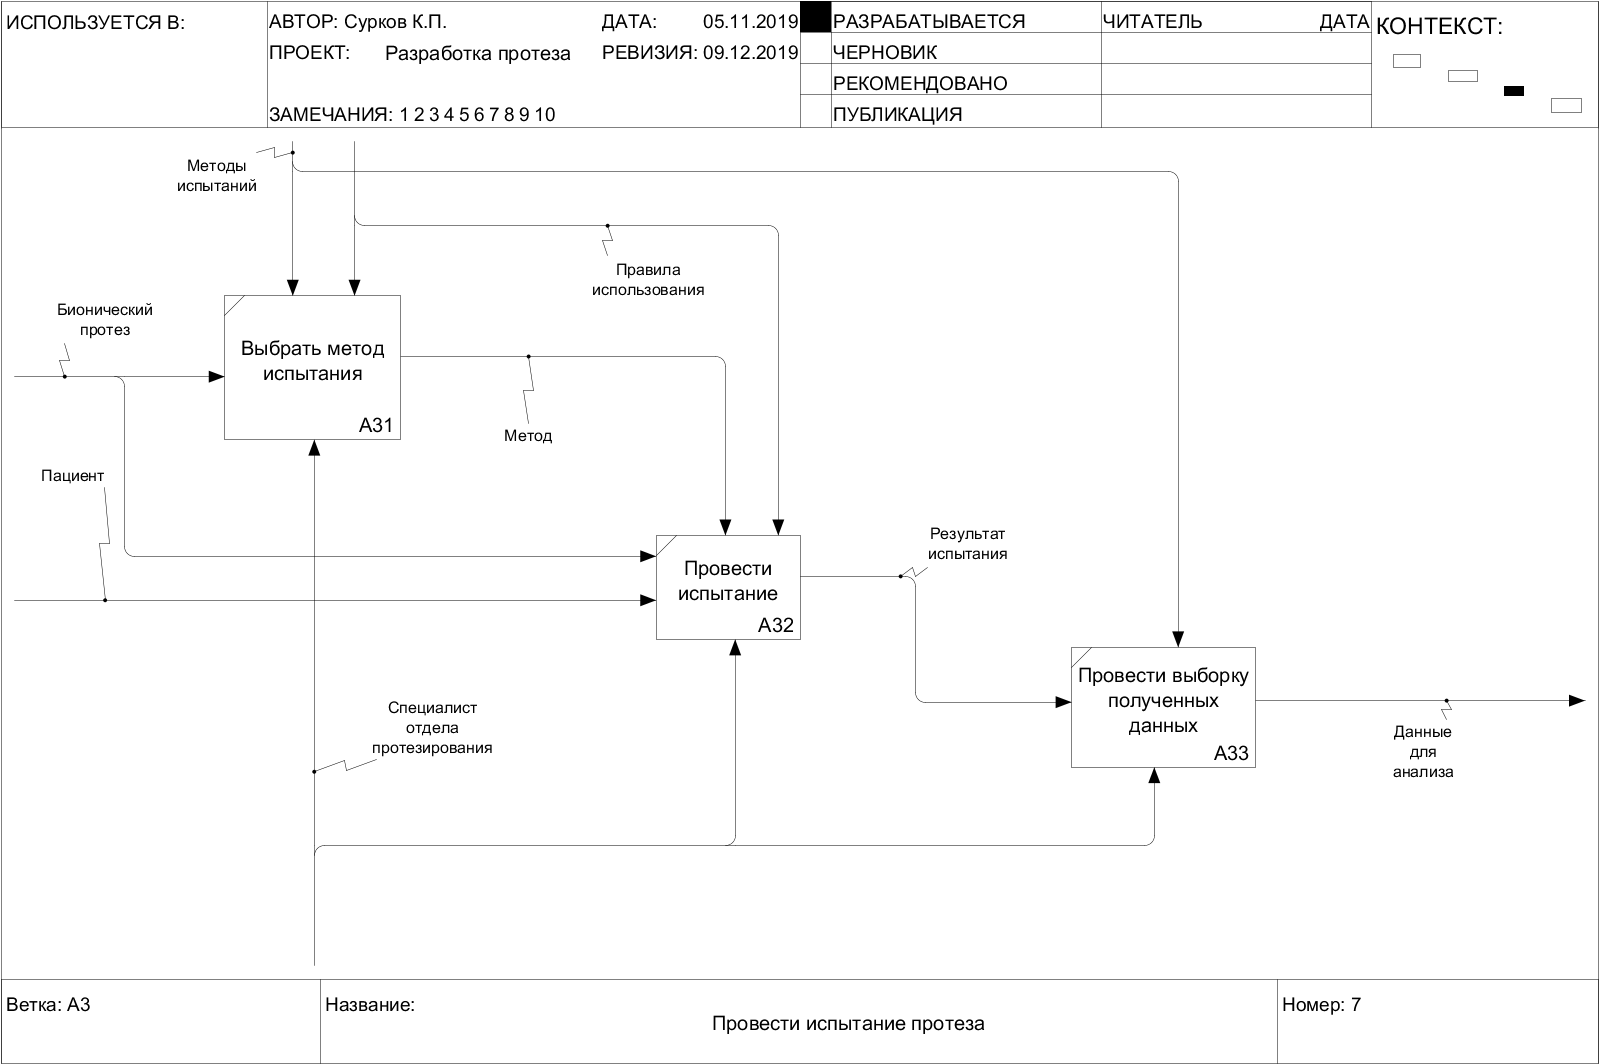 ИСПОЛЬЗУЕТСЯ В:
АВТОР: Сурков К.П.
ДАТА: 05.11.2019
ПРОЕКТ: Разработка протеза
РЕВИЗИЯ: 09.12.2019
ЗАМЕЧАНИЯ: 1 2 3 4 5 6 7 8 9 10
РАЗРАБАТЫВАЕТСЯ
ЧЕРНОВИК
РЕКОМЕНДОВАНО
ПУБЛИКАЦИЯ
ЧИТАТЕЛЬ
ДАТА
КОНТЕКСТ:
Методы
испытаний
Правила
использования
Бионический
протез
Выбрать метод
испытания
A31
Метод
Пациент
Провести
испытание
A32
Результат
испытания
Провести выборку
полученных
данных
A33
Специалист
отдела
протезирования
Данные
для
анализа
Ветка: A3
Название:
Провести испытание протеза
Номер: 7